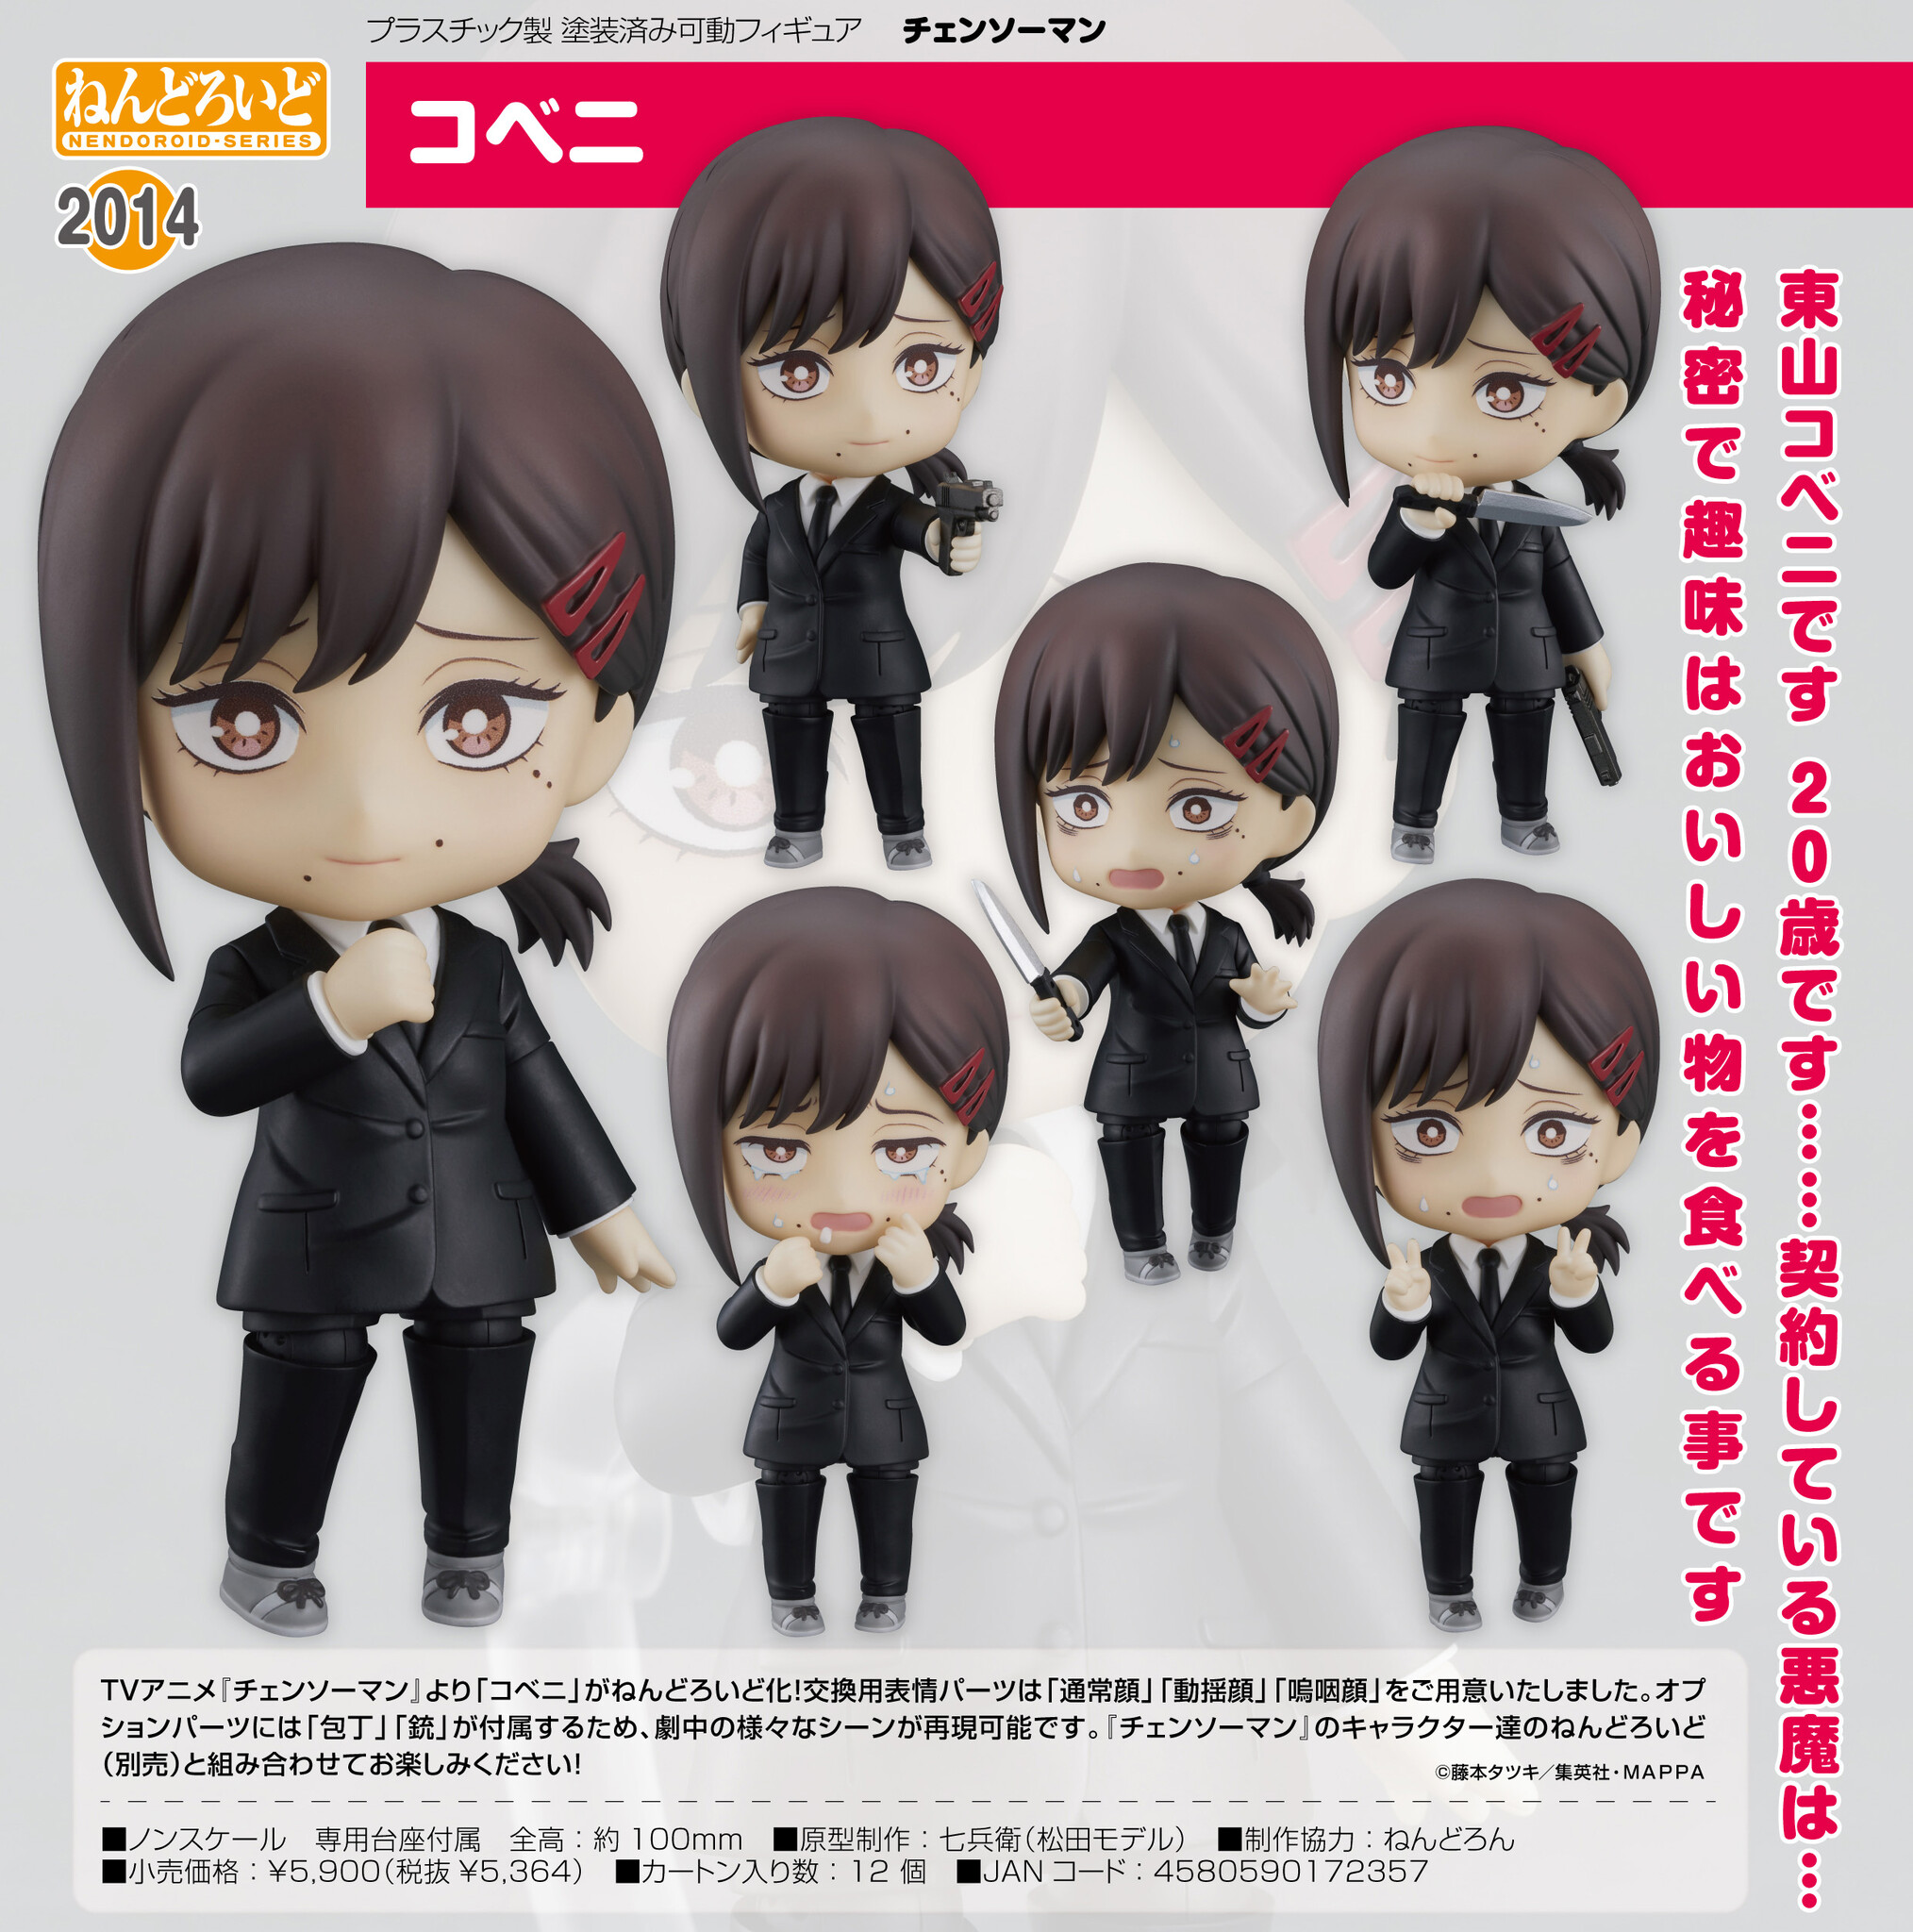 プラスチック製 塗装済み可動フィギュア チェンソーマン
ねんどろいど
NENDOROID・SERIES
2014
コベニ
東山コベニです 20歳です……契約している悪魔は…
秘密で趣味はおいしい物を食べる事です
TVアニメ『チェンソーマン』より「コベニ」がねんどろいど化!交換用表情パーツは「通常顔」「動揺顔」「嗚咽顔」をご用意いたしました。オプ
ションパーツには「包丁」「銃」が付属するため、劇中の様々なシーンが再現可能です。『チェンソーマン』のキャラクター達のねんどろいど
(別売)と組み合わせてお楽しみください!
©藤本タツキ／集英社・MAPPA
■ノンスケール 専用台座付属 全高：約100mm ■原型制作：七兵衛(松田モデル) ■制作協力：ねんどろん
■小売価格：¥5,900(税抜¥5,364) ■カートン入り数：12個 ■JANコード：4580590172357